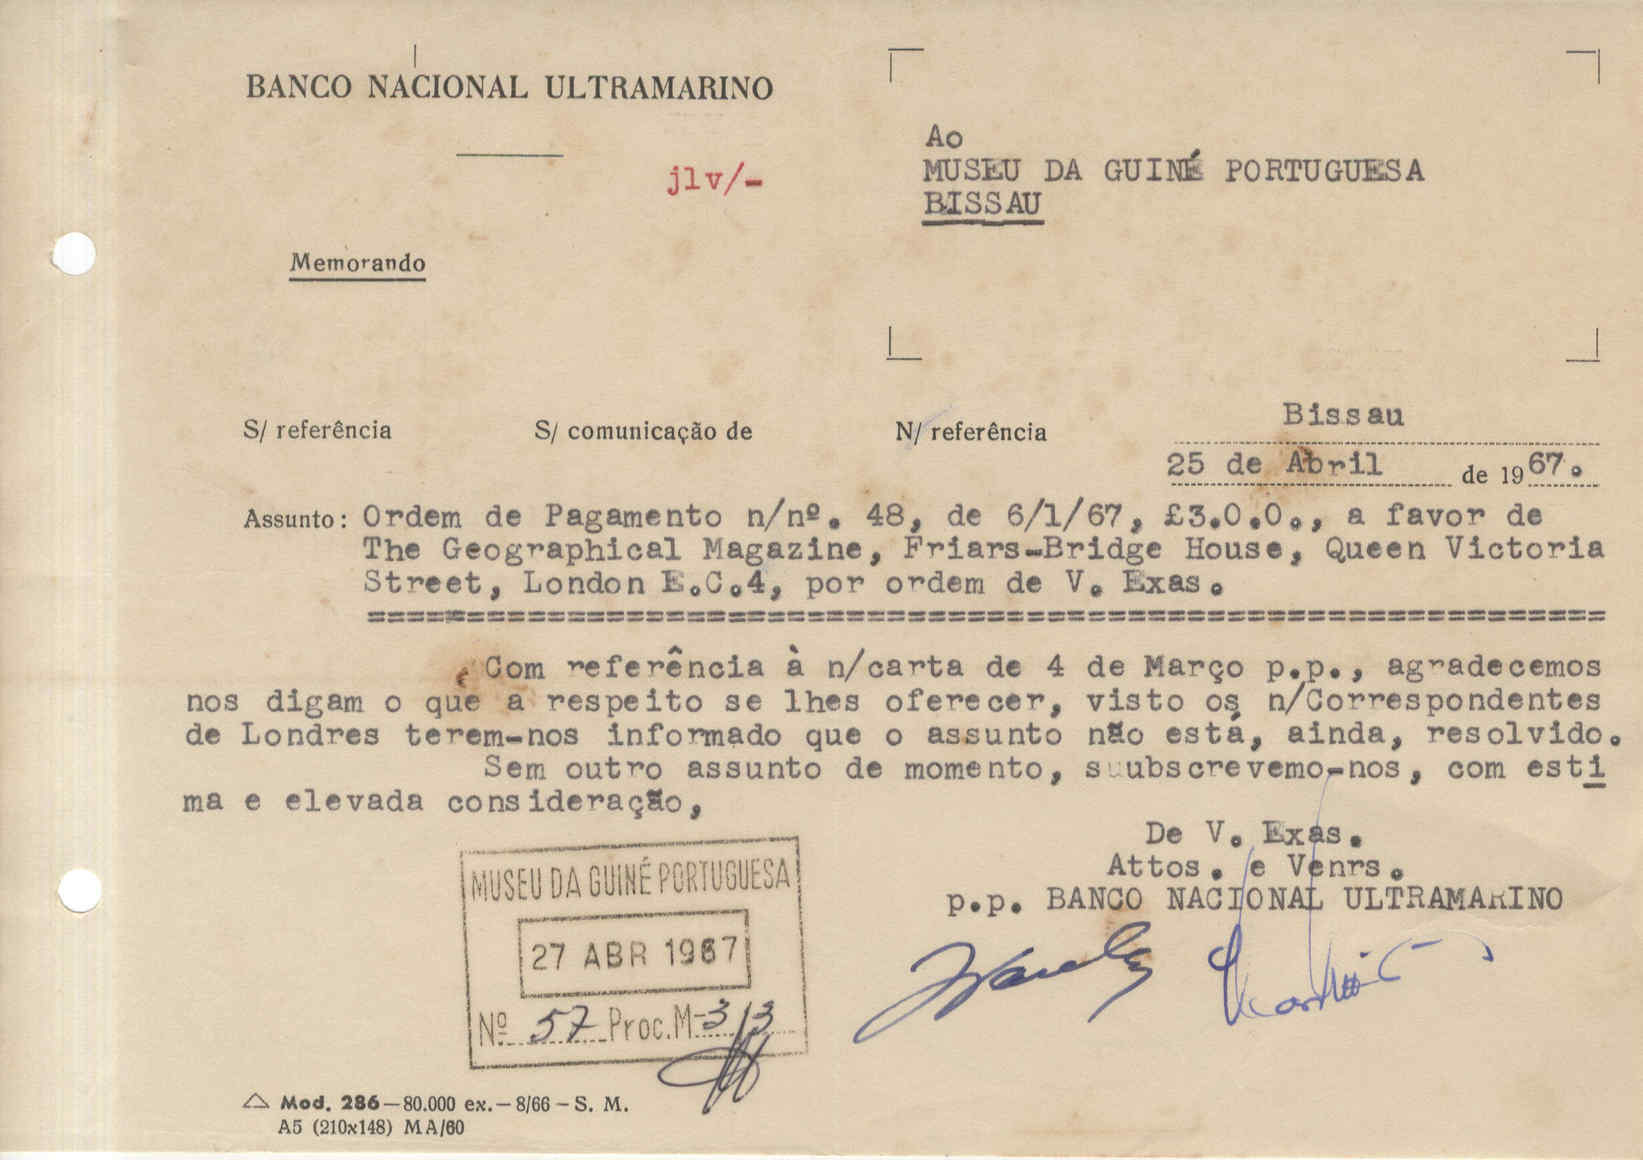 BANCO NACIONAL ULTRAMARINO
jlv/-
Memorando
Ao
MUSEU DA GUINÉ PORTUGUESA
BISSAU
S/ referência S/ comunicação de N/ referência
Bissau
25 de Abril de 1967.
Assunto: Ordem de Pagamento n/nº. 48, de 6/1/67, £3.0.0., a favor de
The Geographical Magazine, Friars-Bridge House, Queen Victoria
Street, London E.C.4, por ordem de V. Exas.
==============================================================
Com referência à n/carta de 4 de Março p.p., agradecemos
nos digam o que a respeito se lhes oferecer, visto os n/Correspondentes
de Londres terem-nos informado que o assunto não está, ainda, resolvido.
Sem outro assunto de momento, suubscrevemo-nos, com esti
ma e elevada consideração,
De V. Exas.
Attos. e Venrs.
p.p. BANCO NACIONAL ULTRAMARINO
MUSEU DA GUINÉ PORTUGUESA
27 ABR 1967
Nº 57 Proc. M-3/3
Mod. 286 — 80.000 ex. — 8/66 — S. M.
A5 (210x148) MA/60